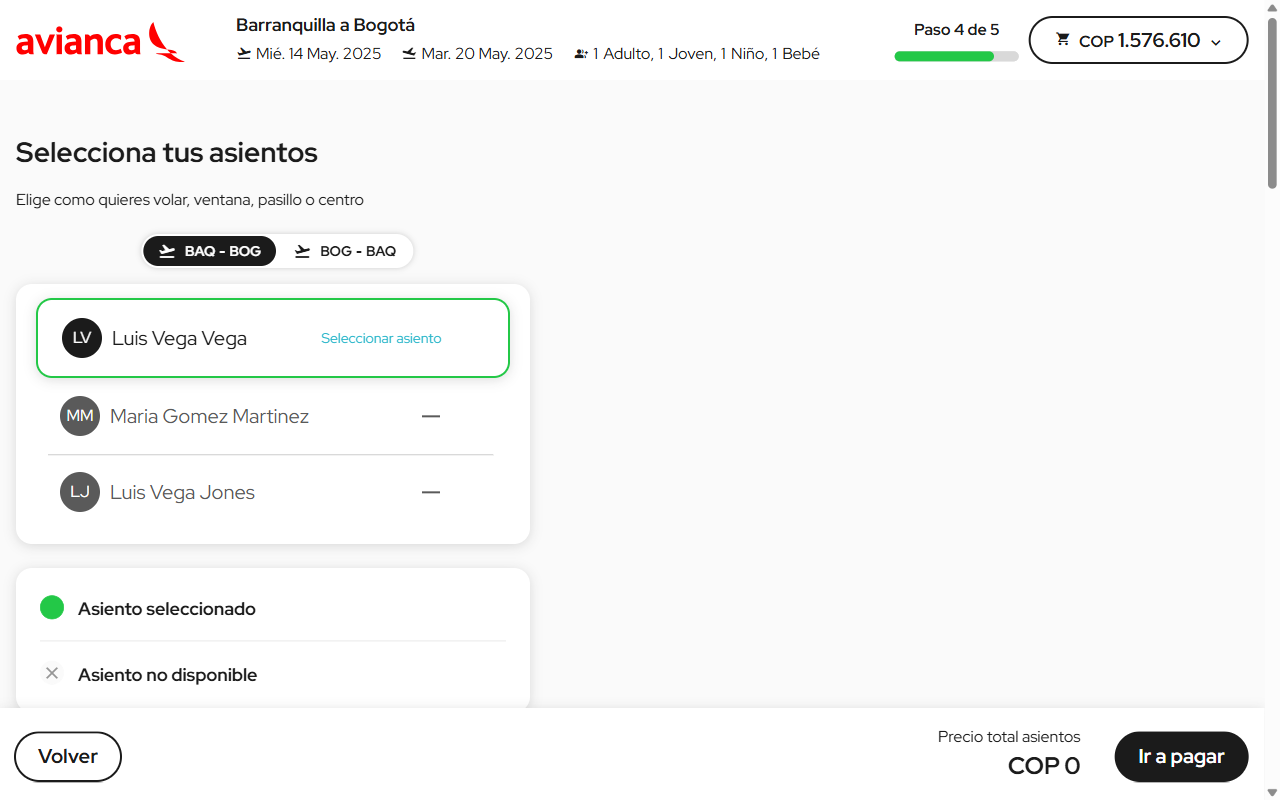 avianca
Barranquilla a Bogotá
Mié. 14 May. 2025 Mar. 20 May. 2025 1 Adulto, 1 Joven, 1 Niño, 1 Bebé
Paso 4 de 5
COP 1.576.610
Selecciona tus asientos
Elige como quieres volar, ventana, pasillo o centro
BAQ - BOG BOG - BAQ
LV Luis Vega Vega Seleccionar asiento
MM Maria Gomez Martinez —
LJ Luis Vega Jones —
Asiento seleccionado
Asiento no disponible
Volver
Precio total asientos
COP 0
Ir a pagar